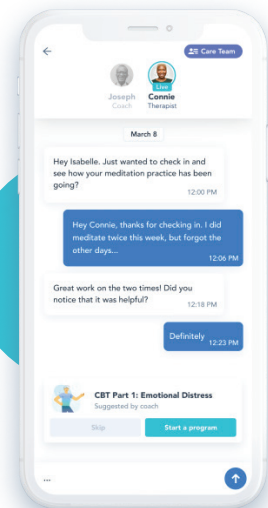 Care Team
Live
Joseph
Coach
Connie
Therapist
March 8
Hey Isabelle. Just wanted to check in and
see how your meditation practice has been
going?
12:00 PM
Hey Connie, thanks for checking in. I did
meditate twice this week, but forgot the
other days...
12:06 PM
Great work on the two times! Did you
notice that it was helpful?
12:18 PM
Definitely
12:23 PM
CBT Part 1: Emotional Distress
Suggested by coach
Skip
Start a program
...